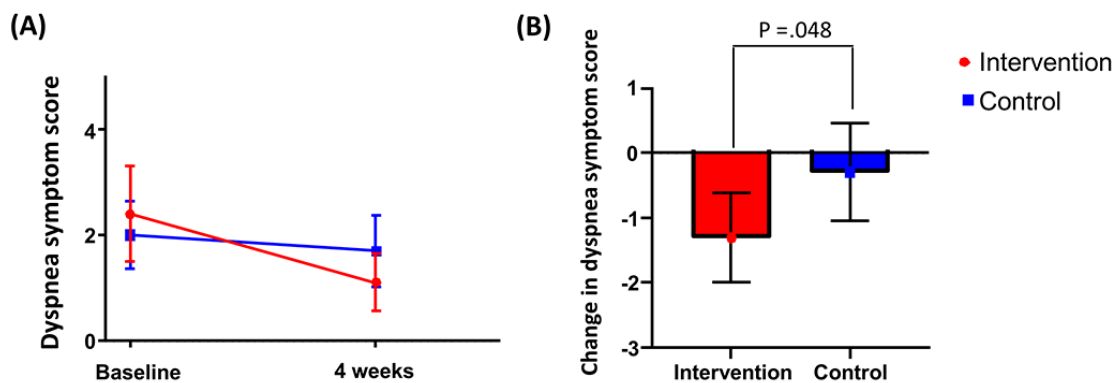 (A)
Dyspnea symptom score
4
2
0
Baseline 4 weeks
(B)
P =.048
Change in dyspnea symptom score
1
0
-1
-2
-3
Intervention Control
Intervention
Control